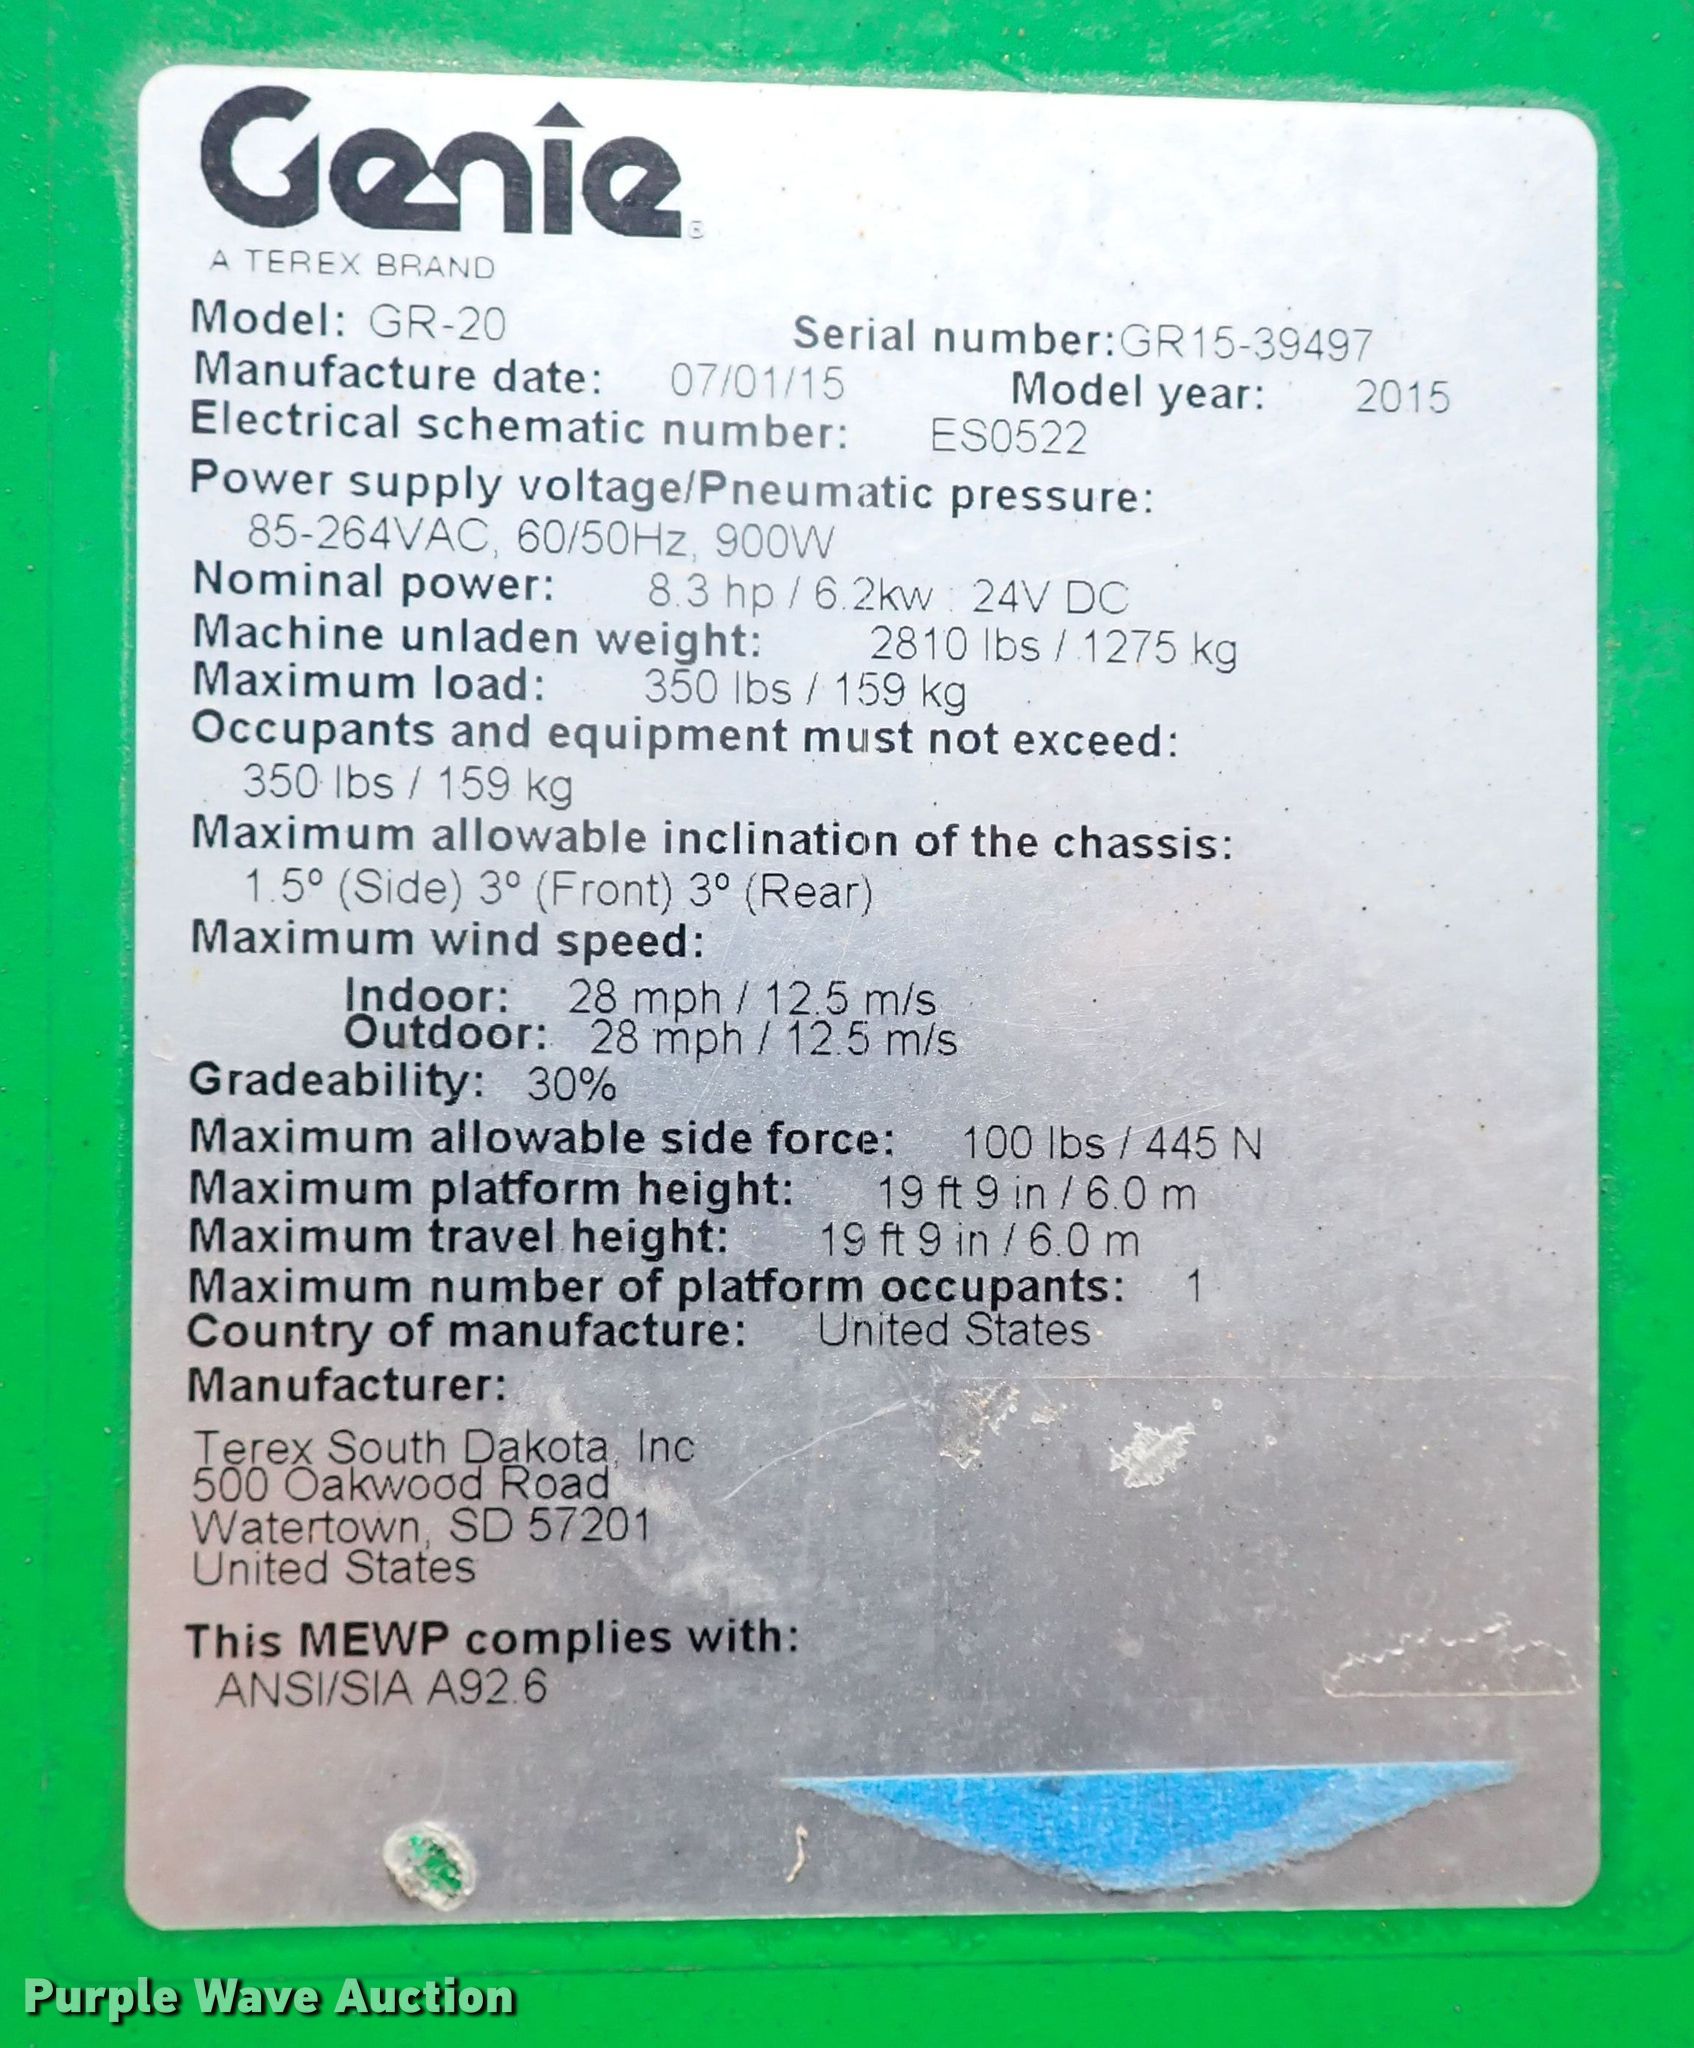 Genie®
A TEREX BRAND
Model: GR-20 Serial number:GR15-39497
Manufacture date: 07/01/15 Model year: 2015
Electrical schematic number: ES0522
Power supply voltage/Pneumatic pressure:
85-264VAC, 60/50Hz, 900W
Nominal power: 8.3 hp / 6.2kw : 24V DC
Machine unladen weight: 2810 lbs / 1275 kg
Maximum load: 350 lbs / 159 kg
Occupants and equipment must not exceed:
350 lbs / 159 kg
Maximum allowable inclination of the chassis:
1.5º (Side) 3º (Front) 3º (Rear)
Maximum wind speed:
Indoor: 28 mph / 12.5 m/s
Outdoor: 28 mph / 12.5 m/s
Gradeability: 30%
Maximum allowable side force: 100 lbs / 445 N
Maximum platform height: 19 ft 9 in / 6.0 m
Maximum travel height: 19 ft 9 in / 6.0 m
Maximum number of platform occupants: 1
Country of manufacture: United States
Manufacturer:
Terex South Dakota, Inc
500 Oakwood Road
Watertown, SD 57201
United States
This MEWP complies with:
ANSI/SIA A92.6
Purple Wave Auction